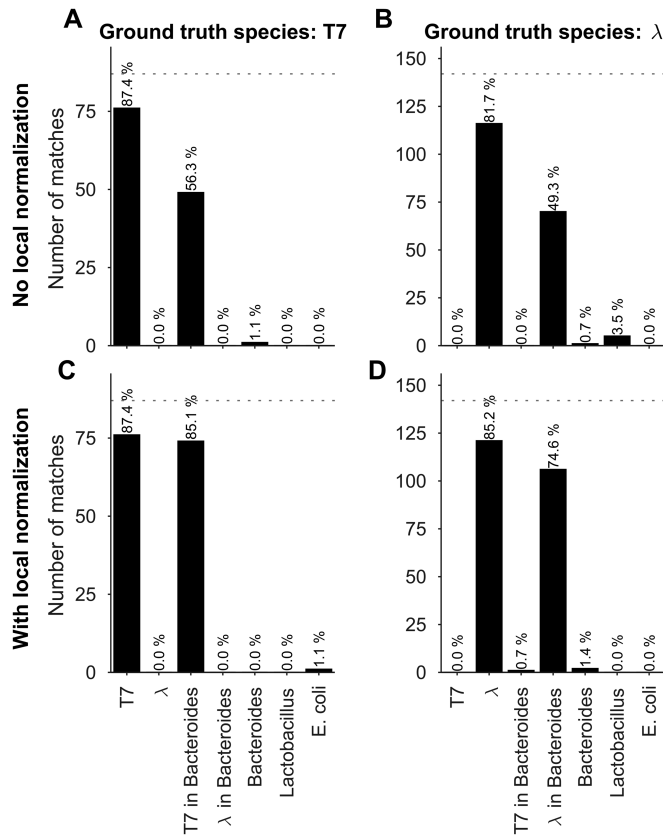 A
Ground truth species: T7
B
Ground truth species: λ
No local normalization
Number of matches
75
50
25
0
87.4 %
0.0 %
56.3 %
0.0 %
1.1 %
0.0 %
0.0 %
150
125
100
75
50
25
0
0.0 %
81.7 %
0.0 %
49.3 %
0.7 %
3.5 %
0.0 %
C
D
With local normalization
Number of matches
75
50
25
0
87.4 %
0.0 %
85.1 %
0.0 %
0.0 %
0.0 %
1.1 %
150
125
100
75
50
25
0
0.0 %
85.2 %
0.7 %
74.6 %
1.4 %
0.0 %
0.0 %
T7
λ
T7 in Bacteroides
λ in Bacteroides
Bacteroides
Lactobacillus
E. coli
T7
λ
T7 in Bacteroides
λ in Bacteroides
Bacteroides
Lactobacillus
E. coli